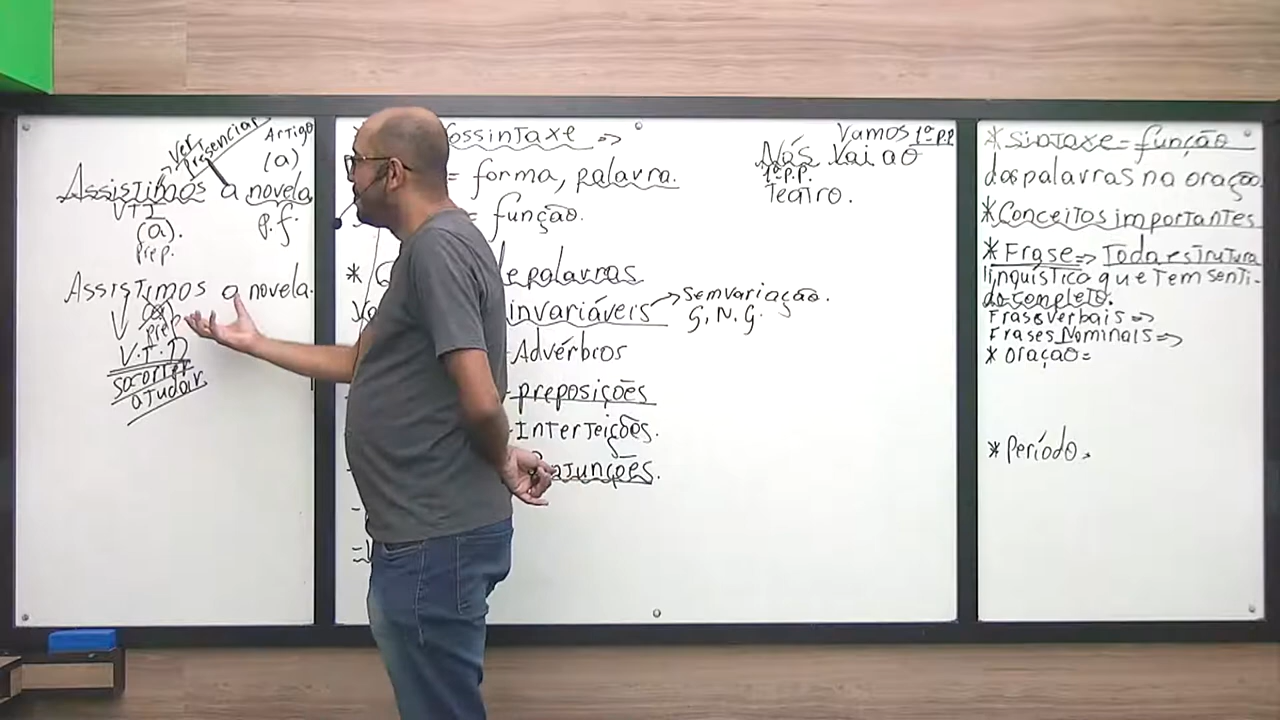 ver
presenciar
Artigo
(a)
Assistimos a novela
VTI
p.f.
(a).
prep.
Assistimos a novela.
(a)
prep
V.T.D
socorrer
ajudar
ossintaxe =>
= forma, palavra.
= função.
* e palavras
invariáveis → Sem variação.
G, N, G.
-Advérbios
-preposições
-Interjeições.
Conjunções.
Vamos 1ª P.P
Nós Vai ao
1ª P.P.
Teatro.
* Sintaxe = função
das palavras na oração
* Conceitos importantes
* Frase => Toda estrutura
linguística que tem senti-
do completo.
Frases Verbais =>
Frases Nominais =>
* oração =
* período.